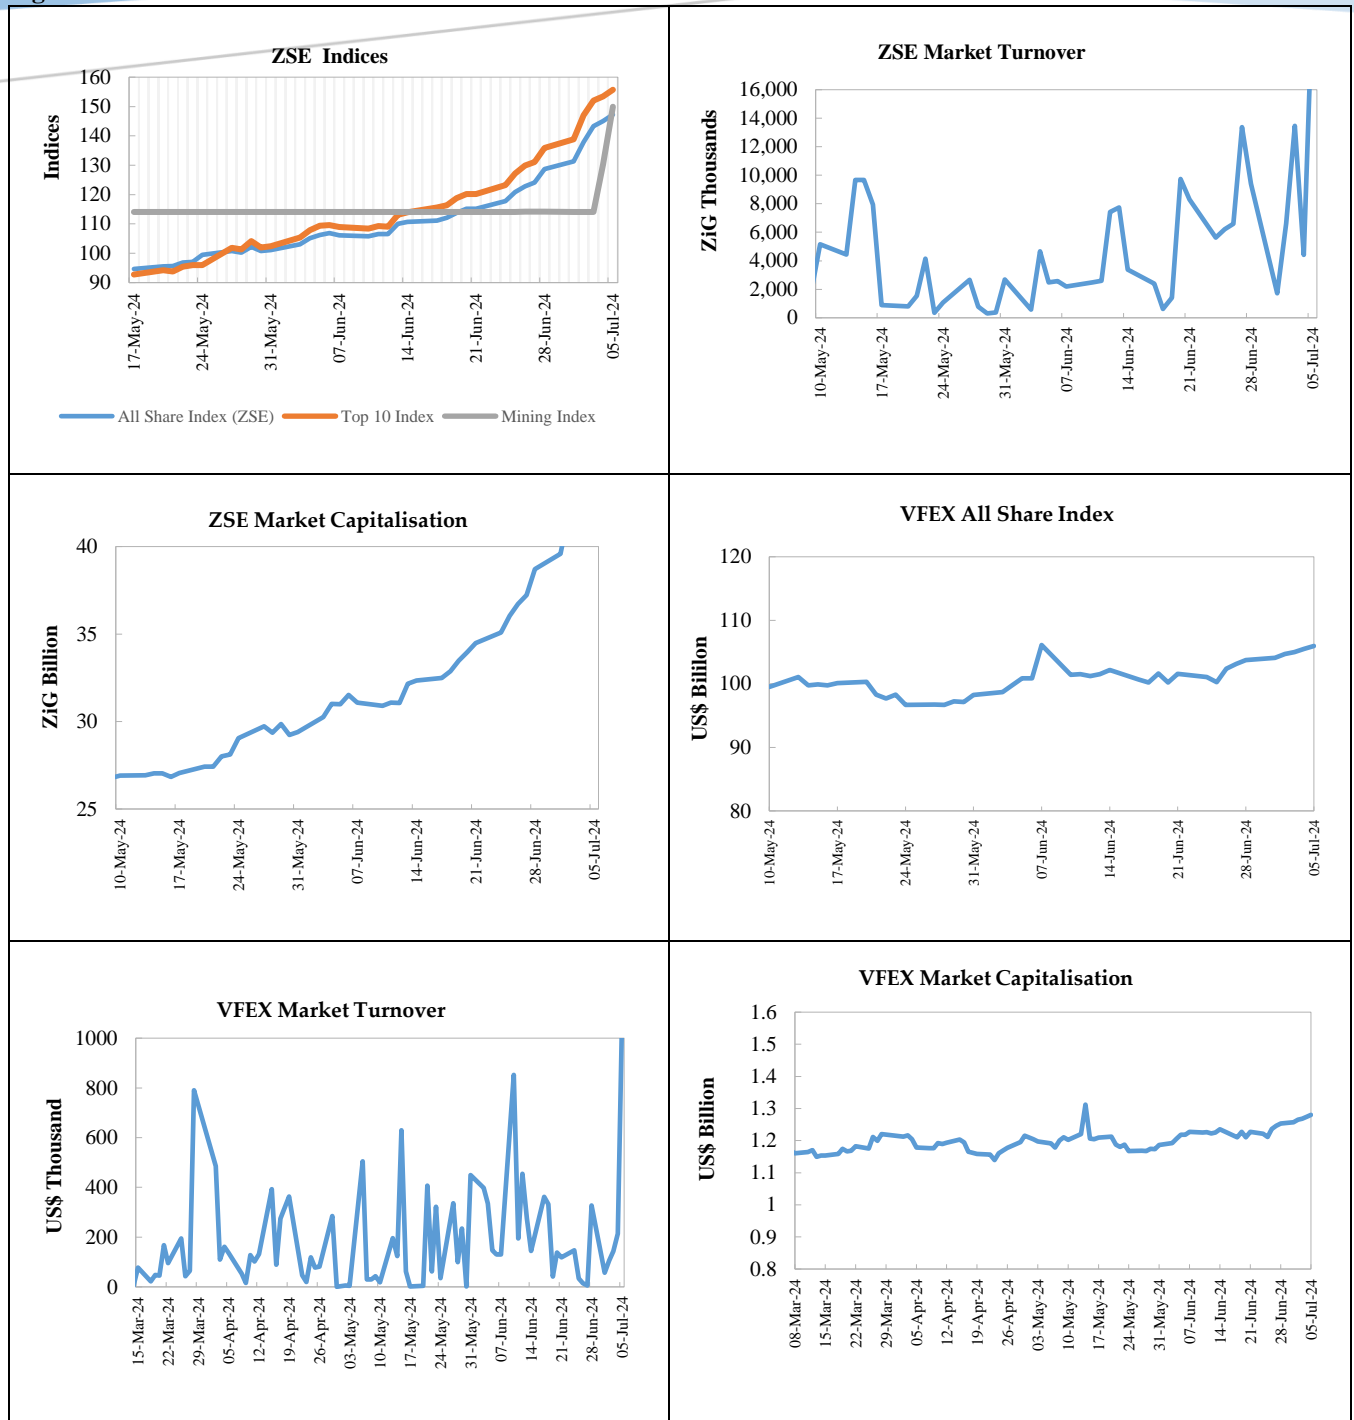 ZSE Indices
Indices
160
150
140
130
120
110
100
90
17-May-24
24-May-24
31-May-24
07-Jun-24
14-Jun-24
21-Jun-24
28-Jun-24
05-Jul-24
All Share Index (ZSE) Top 10 Index Mining Index
ZSE Market Turnover
ZiG Thousands
16,000
14,000
12,000
10,000
8,000
6,000
4,000
2,000
0
10-May-24
17-May-24
24-May-24
31-May-24
07-Jun-24
14-Jun-24
21-Jun-24
28-Jun-24
05-Jul-24
ZSE Market Capitalisation
ZiG Billion
40
35
30
25
10-May-24
17-May-24
24-May-24
31-May-24
07-Jun-24
14-Jun-24
21-Jun-24
28-Jun-24
05-Jul-24
VFEX All Share Index
US$ Bililon
120
110
100
90
80
10-May-24
17-May-24
24-May-24
31-May-24
07-Jun-24
14-Jun-24
21-Jun-24
28-Jun-24
05-Jul-24
VFEX Market Turnover
US$ Thousand
1000
800
600
400
200
0
15-Mar-24
22-Mar-24
29-Mar-24
05-Apr-24
12-Apr-24
19-Apr-24
26-Apr-24
03-May-24
10-May-24
17-May-24
24-May-24
31-May-24
07-Jun-24
14-Jun-24
21-Jun-24
28-Jun-24
05-Jul-24
VFEX Market Capitalisation
US$ Billion
1.6
1.5
1.4
1.3
1.2
1.1
1
0.9
0.8
08-Mar-24
15-Mar-24
22-Mar-24
29-Mar-24
05-Apr-24
12-Apr-24
19-Apr-24
26-Apr-24
03-May-24
10-May-24
17-May-24
24-May-24
31-May-24
07-Jun-24
14-Jun-24
21-Jun-24
28-Jun-24
05-Jul-24